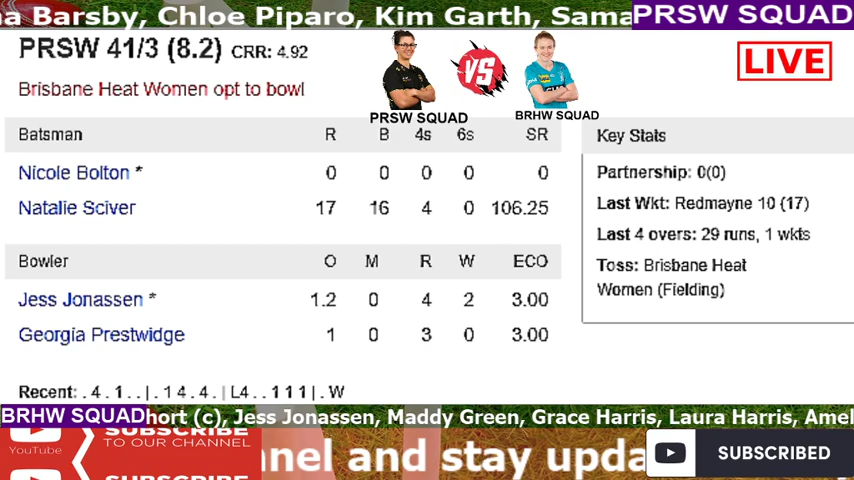 na Barsby, Chloe Piparo, Kim Garth, Sama PRSW SQUAD
PRSW 41/3 (8.2) CRR: 4.92
VS
LIVE
Brisbane Heat Women opt to bowl
PRSW SQUAD BRHW SQUAD
Batsman R B 4s 6s SR
Nicole Bolton * 0 0 0 0 0
Natalie Sciver 17 16 4 0 106.25
Bowler O M R W ECO
Jess Jonassen * 1.2 0 4 2 3.00
Georgia Prestwidge 1 0 3 0 3.00
Key Stats
Partnership: 0(0)
Last Wkt: Redmayne 10 (17)
Last 4 overs: 29 runs, 1 wkts
Toss: Brisbane Heat
Women (Fielding)
Recent: . 4 . 1 . . | . 1 4 . 4 . | L4 . . 1 1 1 | . W
BRHW SQUAD hort (c), Jess Jonassen, Maddy Green, Grace Harris, Laura Harris, Amel
SUBSCRIBE
TO OUR CHANNEL
YouTube
SUBSCRIBE
nnel and stay upda
SUBSCRIBED